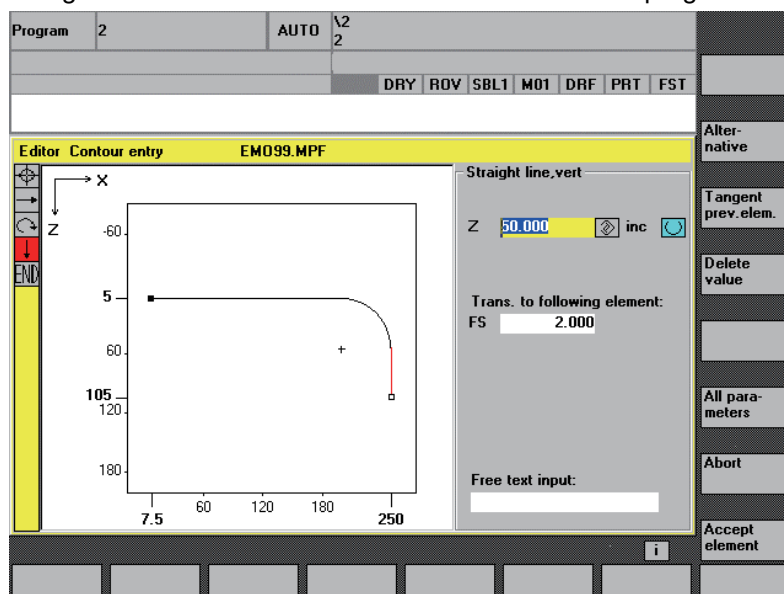 Program 2 AUTO \2
2
DRY ROV SBL1 M01 DRF PRT FST
Editor Contour entry EMO99.MPF
X
Z
END
-60
5
60
105
120
180
7.5
60
120
180
250
Straight line,vert
Z 50.000 inc
Trans. to following element:
FS 2.000
Free text input:
i
Alter-
native
Tangent
prev.elem.
Delete
value
All para-
meters
Abort
Accept
element